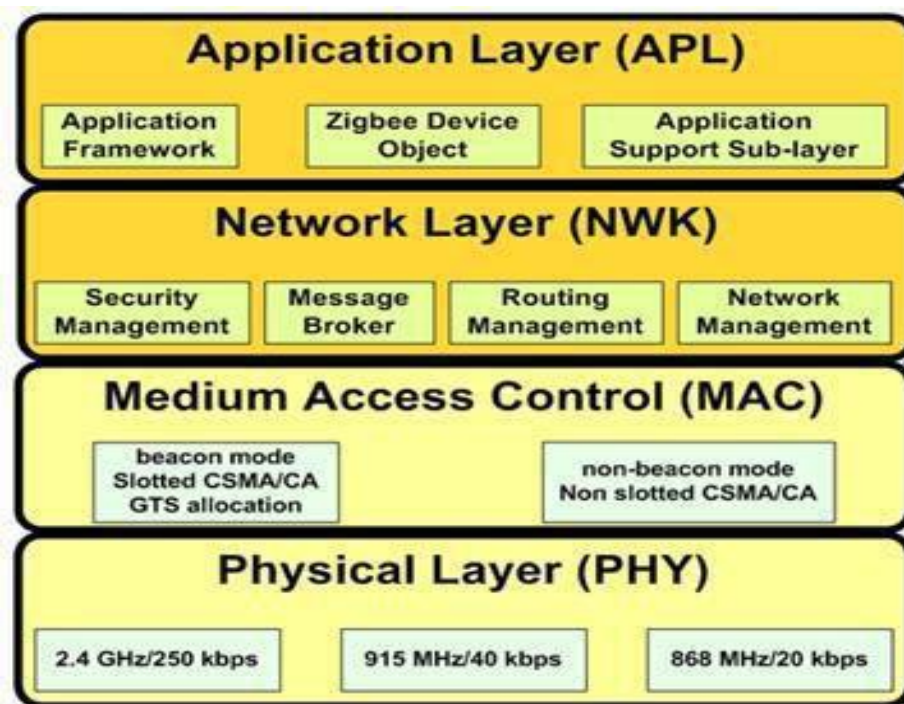 Application Layer (APL)
Application
Framework
Zigbee Device
Object
Application
Support Sub-layer
Network Layer (NWK)
Security
Management
Message
Broker
Routing
Management
Network
Management
Medium Access Control (MAC)
beacon mode
Slotted CSMA/CA
GTS allocation
non-beacon mode
Non slotted CSMA/CA
Physical Layer (PHY)
2.4 GHz/250 kbps
915 MHz/40 kbps
868 MHz/20 kbps